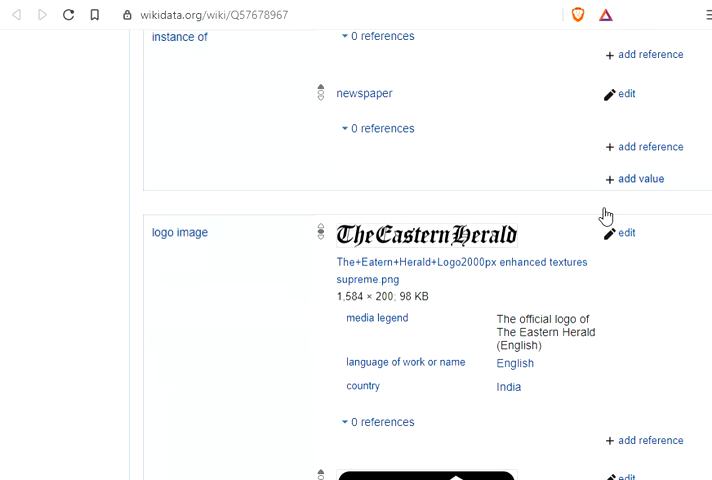 wikidata.org/wiki/Q57678967
instance of
0 references
+ add reference
newspaper
edit
0 references
+ add reference
+ add value
logo image
The Eastern Herald
edit
The+Eatern+Herald+Logo2000px enhanced textures
supreme.png
1,584 × 200; 98 KB
media legend
The official logo of
The Eastern Herald
(English)
language of work or name
English
country
India
0 references
+ add reference
edit